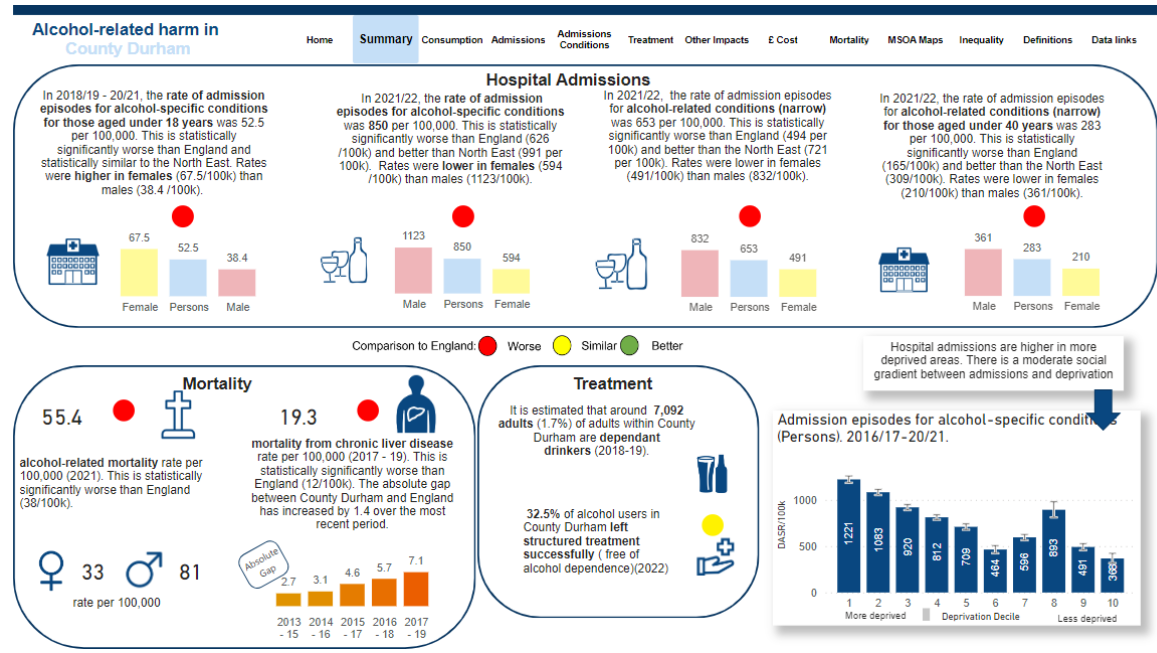 Alcohol-related harm in
County Durham
Home
Summary
Consumption
Admissions
Admissions
Conditions
Treatment
Other Impacts
£ Cost
Mortality
MSOA Maps
Inequality
Definitions
Data links
Hospital Admissions
In 2018/19 - 20/21, the rate of admission
episodes for alcohol-specific conditions
for those aged under 18 years was 52.5
per 100,000. This is statistically
significantly worse than England and
statistically similar to the North East. Rates
were higher in females (67.5/100k) than
males (38.4 /100k).
67.5
52.5
38.4
Female
Persons
Male
In 2021/22, the rate of admission
episodes for alcohol-specific conditions
was 850 per 100,000. This is statistically
significantly worse than England (626
/100k) and better than North East (991 per
100k). Rates were lower in females (594
/100k) than males (1123/100k).
1123
850
594
Male
Persons
Female
In 2021/22, the rate of admission episodes
for alcohol-related conditions (narrow)
was 653 per 100,000. This is statistically
significantly worse than England (494 per
100k) and better than the North East (721
per 100k). Rates were lower in females
(491/100k) than males (832/100k).
832
653
491
Male
Persons
Female
In 2021/22, the rate of admission episodes
for alcohol-related conditions (narrow)
for those aged under 40 years was 283
per 100,000. This is statistically
significantly worse than England
(165/100k) and better than the North East
(309/100k). Rates were lower in females
(210/100k) than males (361/100k).
361
283
210
Male
Persons
Female
Comparison to England:
Worse
Similar
Better
Hospital admissions are higher in more
deprived areas. There is a moderate social
gradient between admissions and deprivation
Mortality
55.4
alcohol-related mortality rate per
100,000 (2021). This is statistically
significantly worse than England
(38/100k).
33
81
rate per 100,000
19.3
mortality from chronic liver disease
rate per 100,000 (2017 - 19). This is
statistically significantly worse than
England (12/100k). The absolute gap
between County Durham and England
has increased by 1.4 over the most
recent period.
Absolute
Gap
2.7
3.1
4.6
5.7
7.1
2013
- 15
2014
- 16
2015
- 17
2016
- 18
2017
- 19
Treatment
It is estimated that around 7,092
adults (1.7%) of adults within County
Durham are dependant
drinkers (2018-19).
32.5% of alcohol users in
County Durham left
structured treatment
successfully ( free of
alcohol dependence)(2022)
Admission episodes for alcohol-specific conditi
(Persons). 2016/17-20/21.
DASR/100k
1000
500
0
1221
1083
920
812
709
464
596
893
491
1
2
3
4
5
6
7
8
9
10
More deprived
Deprivation Decile
Less deprived